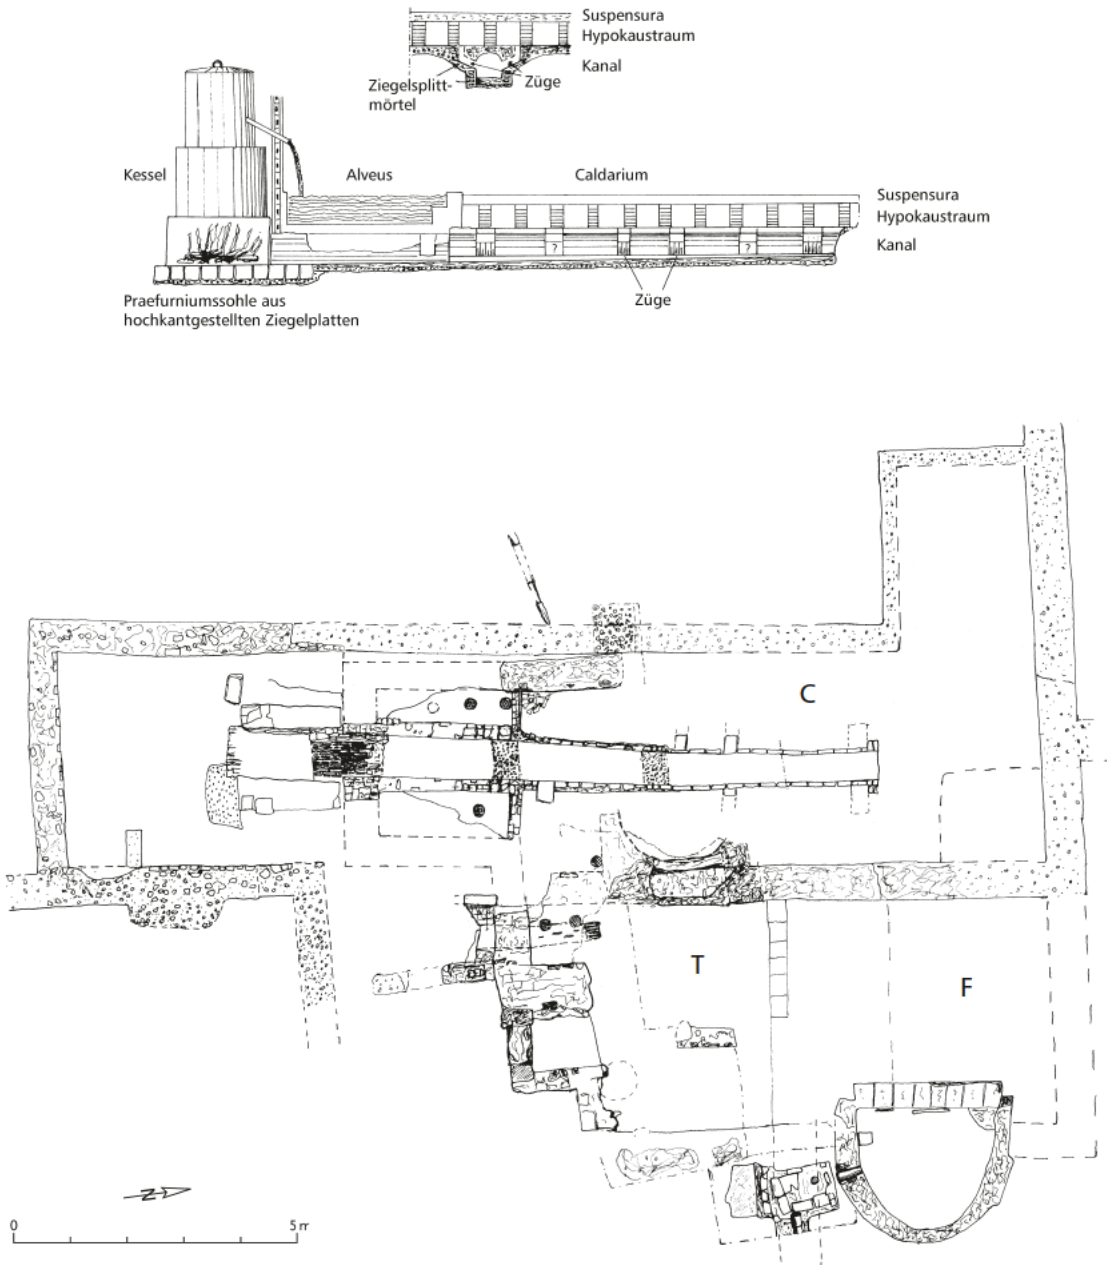 Suspensura
Hypokaustraum
Kanal
Ziegelsplitt-
mörtel
Züge
Kessel
Alveus
Caldarium
Suspensura
Hypokaustraum
Kanal
?
?
Züge
Praefurniumssohle aus
hochkantgestellten Ziegelplatten
C
T
F
N
0
5 m